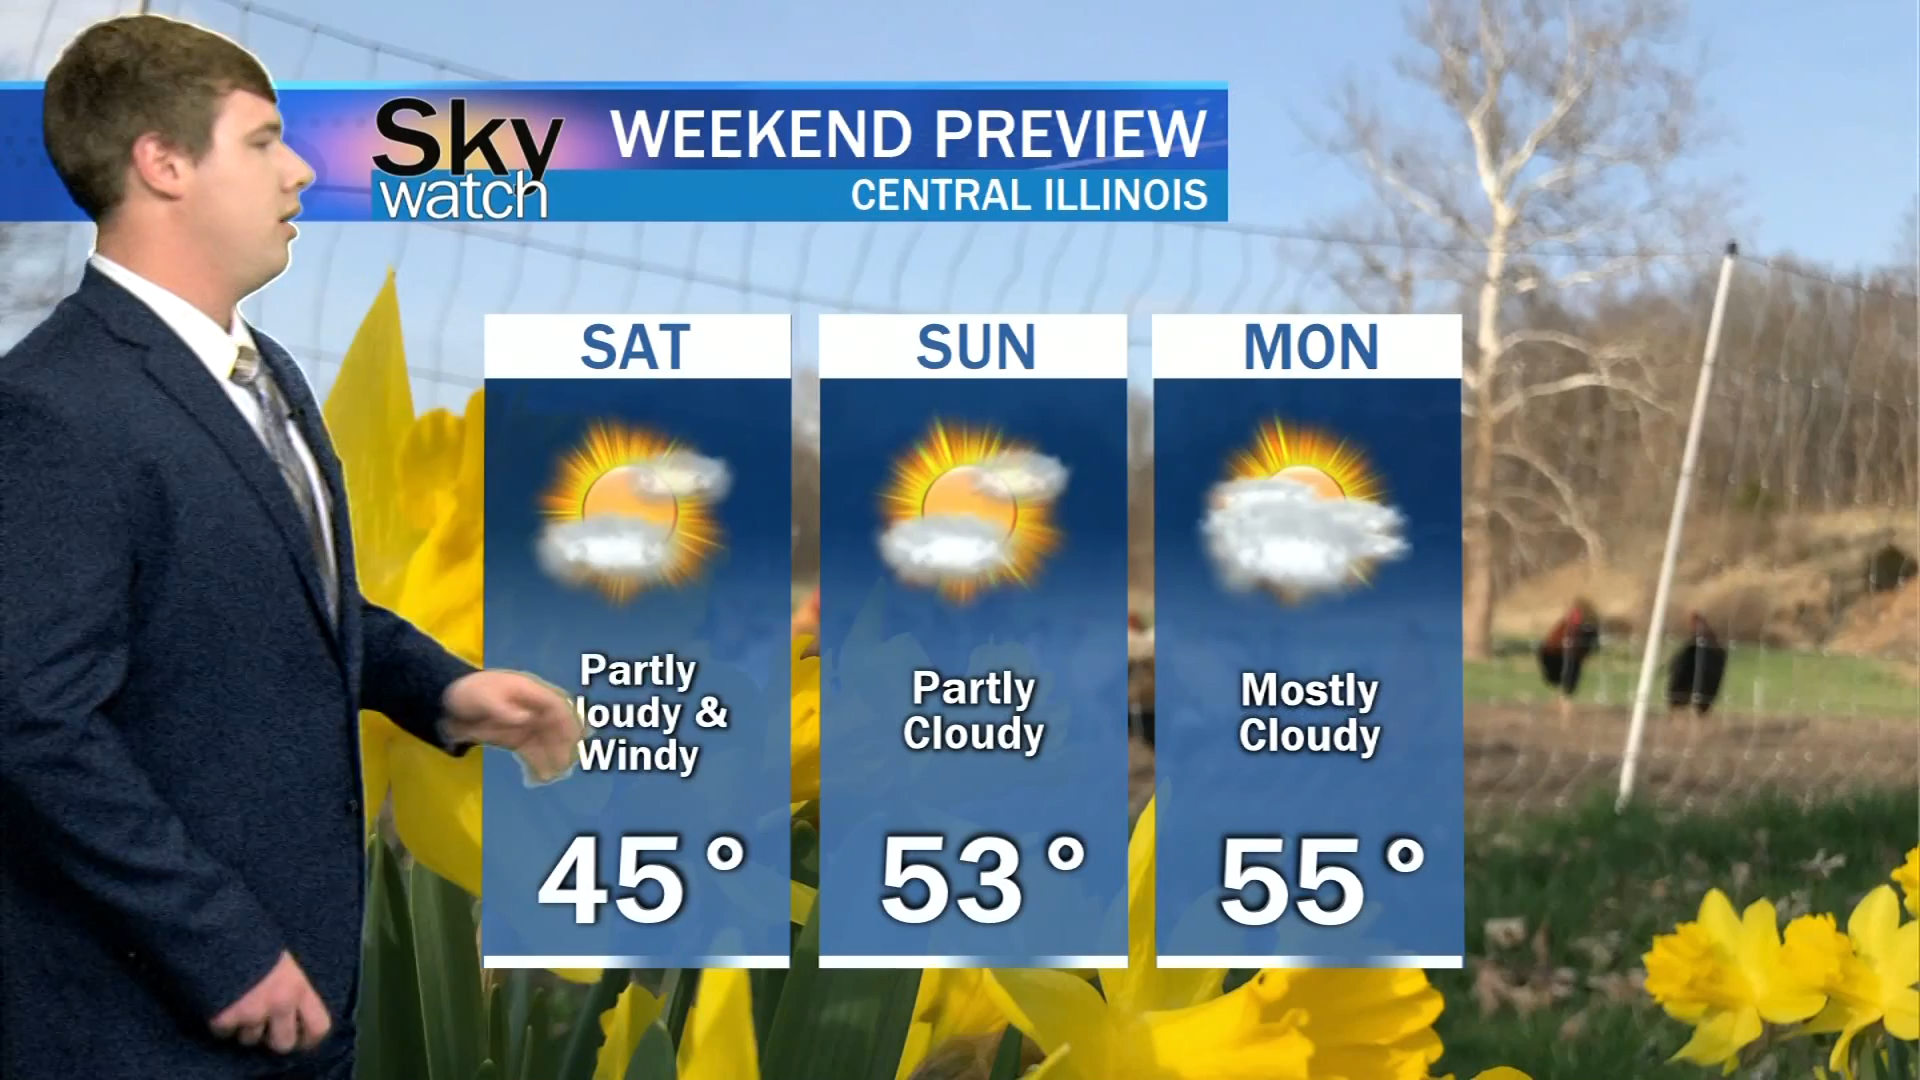 Sky
watch
WEEKEND PREVIEW
CENTRAL ILLINOIS
SAT
Partly
loudy &
Windy
45°
SUN
Partly
Cloudy
53°
MON
Mostly
Cloudy
55°